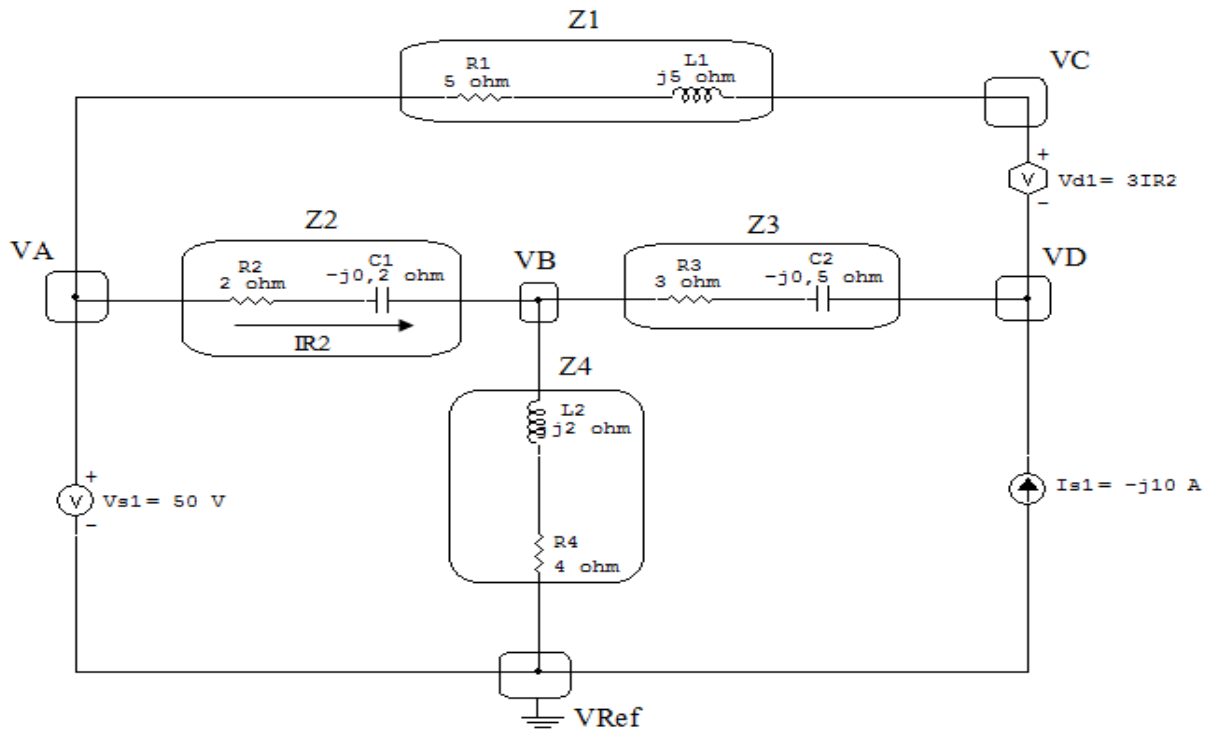 Z1
R1
5 ohm
L1
j5 ohm
VC
+
V
Vd1= 3IR2
–
VA
Z2
R2
2 ohm
C1
-j0,2 ohm
IR2
VB
Z3
R3
3 ohm
C2
-j0,5 ohm
VD
Z4
L2
j2 ohm
R4
4 ohm
+
V
Vs1= 50 V
–
Is1= -j10 A
VRef